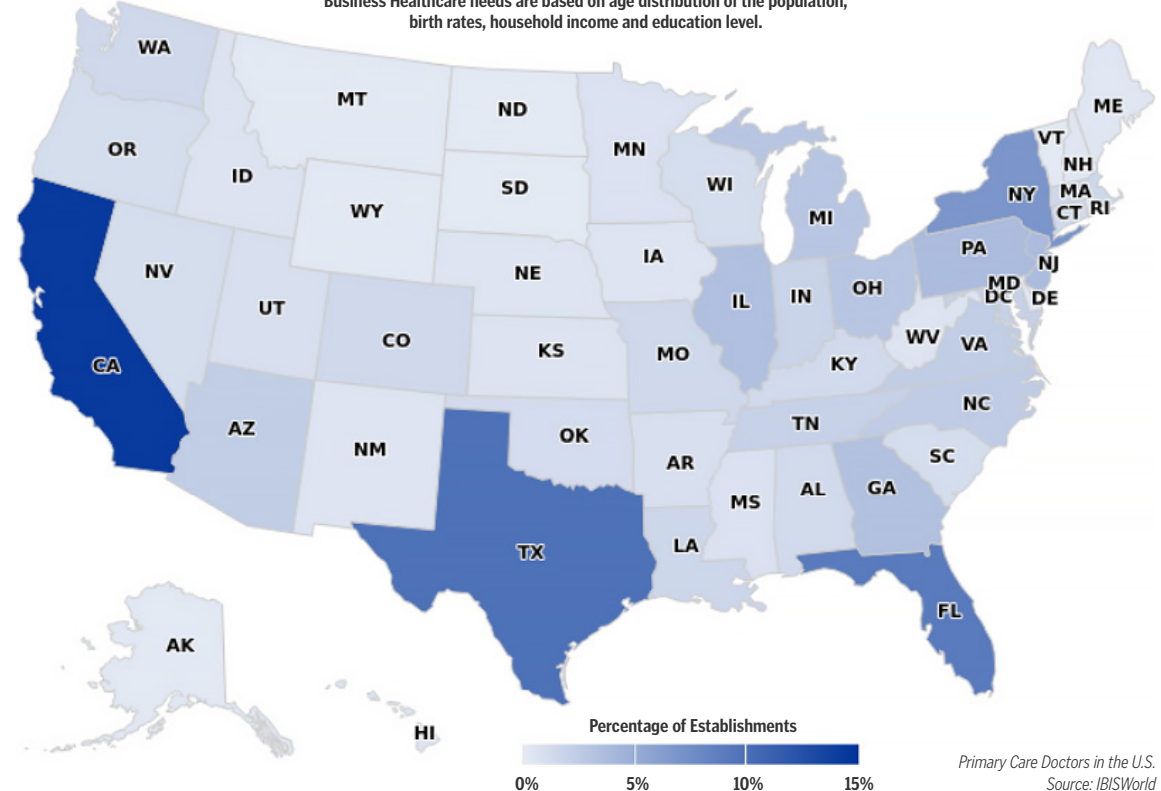 Business Healthcare needs are based on age distribution of the population,
birth rates, household income and education level.
WA
MT
ND
MN
ME
VT
OR
ID
SD
WI
NH
NY
MA
WY
MI
CT
RI
IA
PA
NV
NE
NJ
UT
IL
IN
OH
MD
DC
DE
CO
KS
MO
WV
VA
CA
KY
AZ
NM
OK
TN
NC
AR
SC
MS
AL
GA
LA
TX
FL
AK
HI
Percentage of Establishments
0%
5%
10%
15%
Primary Care Doctors in the U.S.
Source: IBISWorld